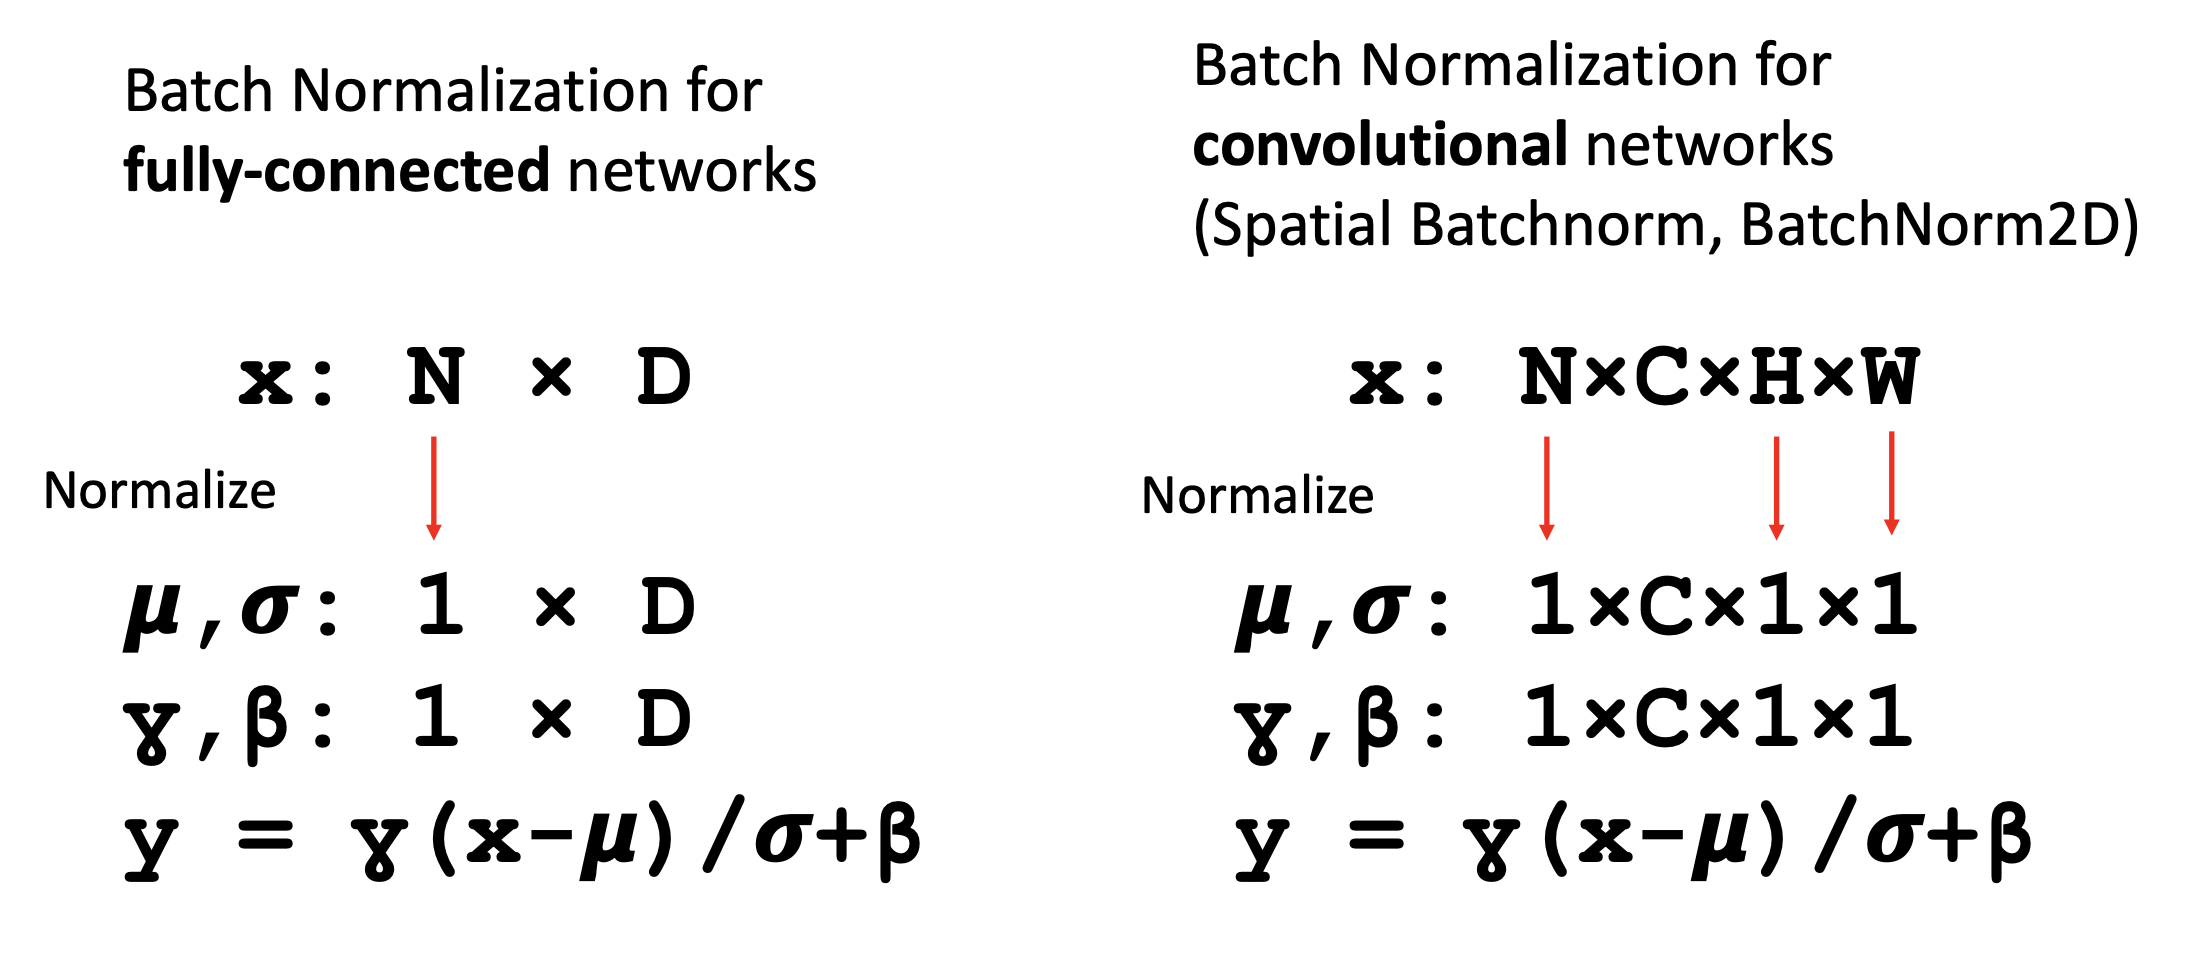 Batch Normalization for
fully-connected networks
x: N × D
Normalize
μ,σ: 1 × D
γ,β: 1 × D
y = γ(x-μ)/σ+β
Batch Normalization for
convolutional networks
(Spatial Batchnorm, BatchNorm2D)
x: N×C×H×W
Normalize
μ,σ: 1×C×1×1
γ,β: 1×C×1×1
y = γ(x-μ)/σ+β